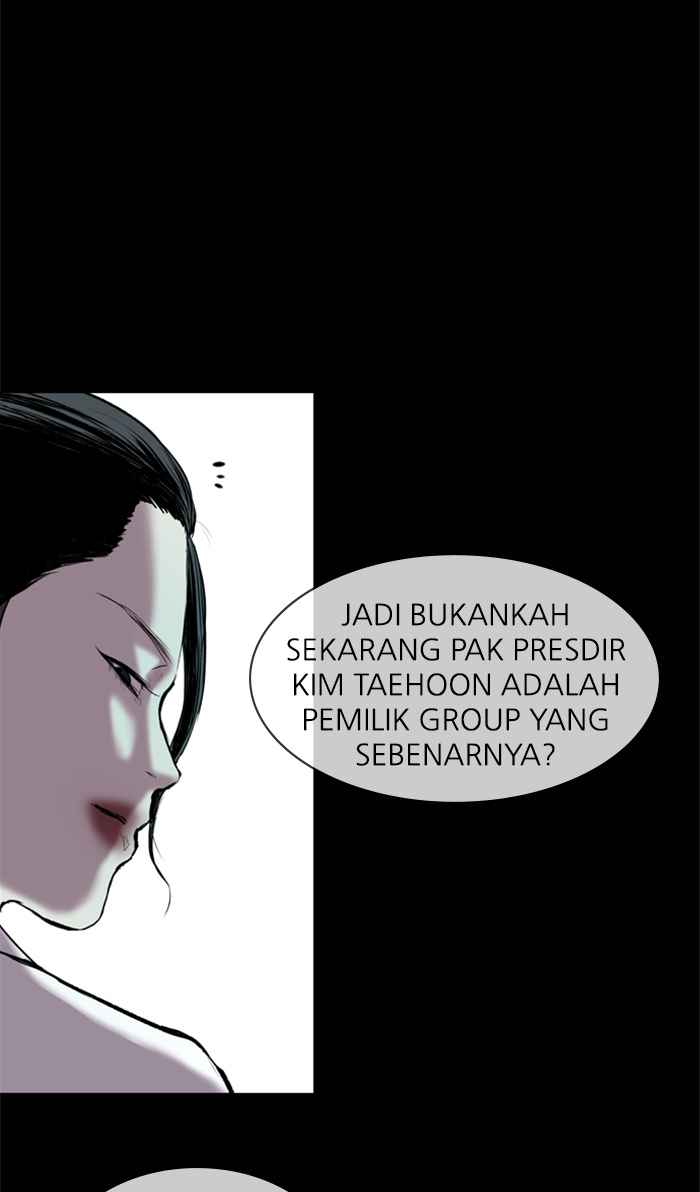 JADI BUKANKAH
SEKARANG PAK PRESDIR
KIM TAEHOON ADALAH
PEMILIK GROUP YANG
SEBENARNYA?